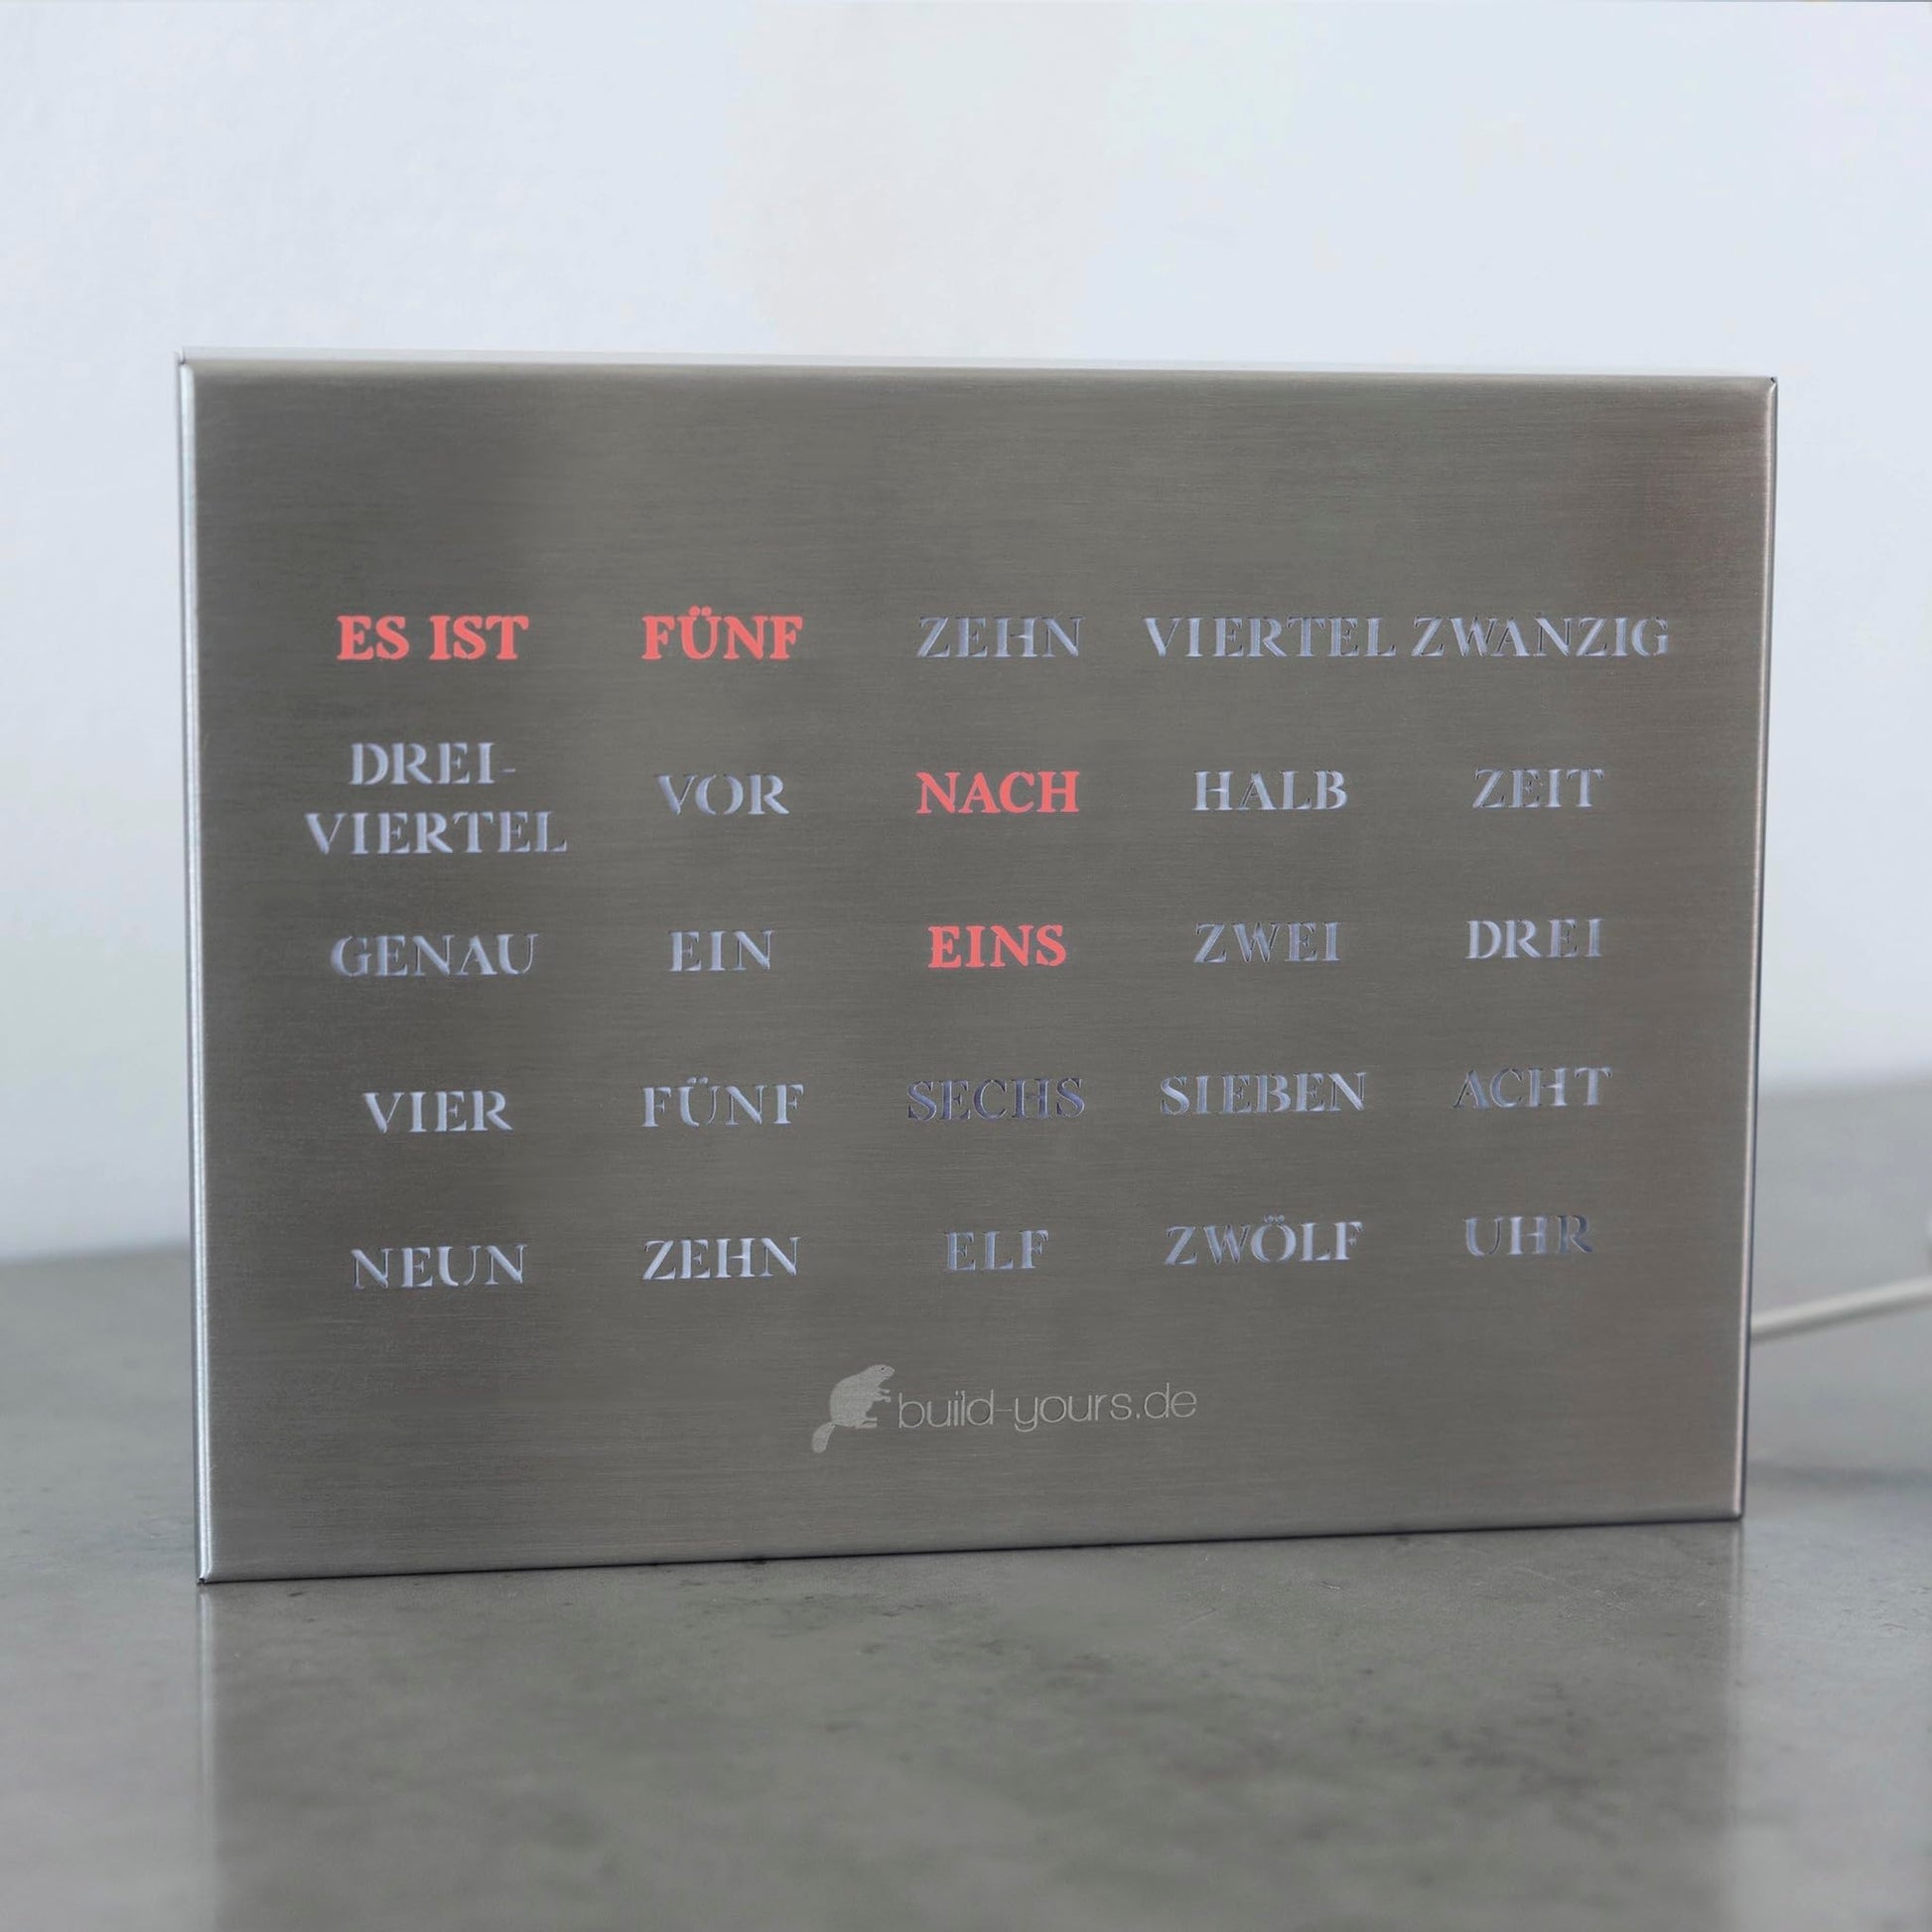 ES IST FÜNF ZEHN VIERTEL ZWANZIG
DREI-
VIERTEL VOR NACH HALB ZEIT
GENAU EIN EINS ZWEI DREI
VIER FÜNF SECHS SIEBEN ACHT
NEUN ZEHN ELF ZWÖLF UHR
build-yours.de